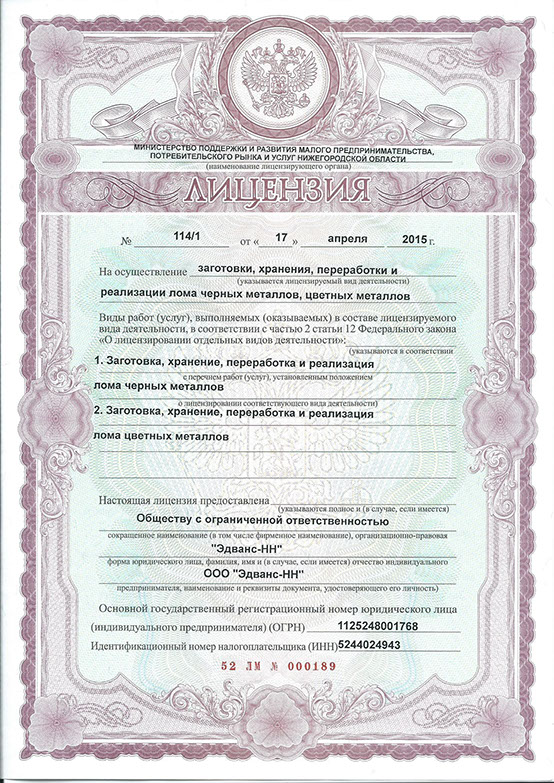 МИНИСТЕРСТВО ПОДДЕРЖКИ И РАЗВИТИЯ МАЛОГО ПРЕДПРИНИМАТЕЛЬСТВА,
ПОТРЕБИТЕЛЬСКОГО РЫНКА И УСЛУГ НИЖЕГОРОДСКОЙ ОБЛАСТИ
(наименование лицензирующего органа)
ЛИЦЕНЗИЯ
№ 114/1 от « 17 » апреля 2015 г.
На осуществление заготовки, хранения, переработки и
(указывается лицензируемый вид деятельности)
реализации лома черных металлов, цветных металлов
Виды работ (услуг), выполняемых (оказываемых) в составе лицензируемого
вида деятельности, в соответствии с частью 2 статьи 12 Федерального закона
«О лицензировании отдельных видов деятельности»:
(указываются в соответствии
1. Заготовка, хранение, переработка и реализация
с перечнем работ (услуг), установленным положением
лома черных металлов
о лицензировании соответствующего вида деятельности)
2. Заготовка, хранение, переработка и реализация
лома цветных металлов
Настоящая лицензия предоставлена
(указываются полное и (в случае, если имеется)
Обществу с ограниченной ответственностью
сокращенное наименование (в том числе фирменное наименование), организационно-правовая
"Эдванс-НН"
форма юридического лица, фамилия, имя и (в случае, если имеется) отчество индивидуального
ООО "Эдванс-НН"
предпринимателя, наименование и реквизиты документа, удостоверяющего его личность)
Основной государственный регистрационный номер юридического лица
(индивидуального предпринимателя) (ОГРН) 1125248001768
Идентификационный номер налогоплательщика (ИНН) 5244024943
52 ЛМ № 000189